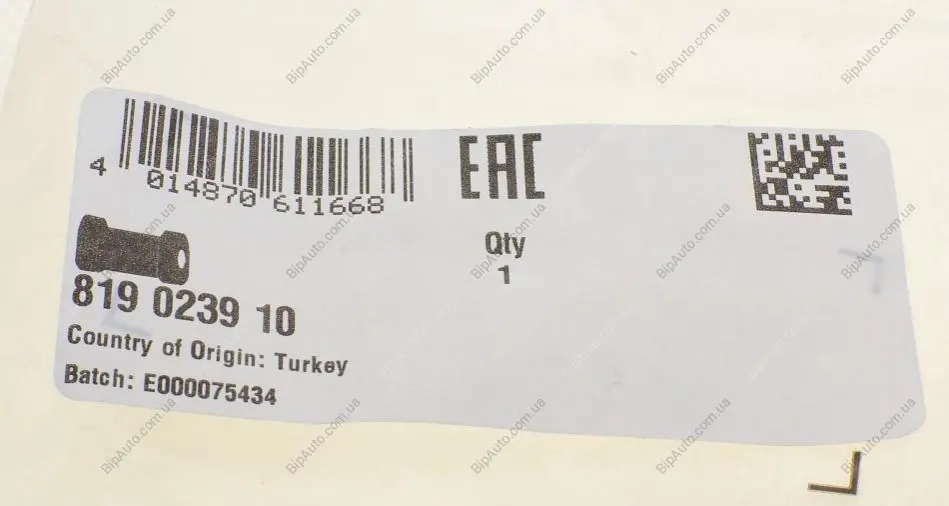 4 014870 611668
EAC
Qty
1
819 0239 10
Country of Origin: Turkey
Batch: E000075434
BipAuto.com.ua